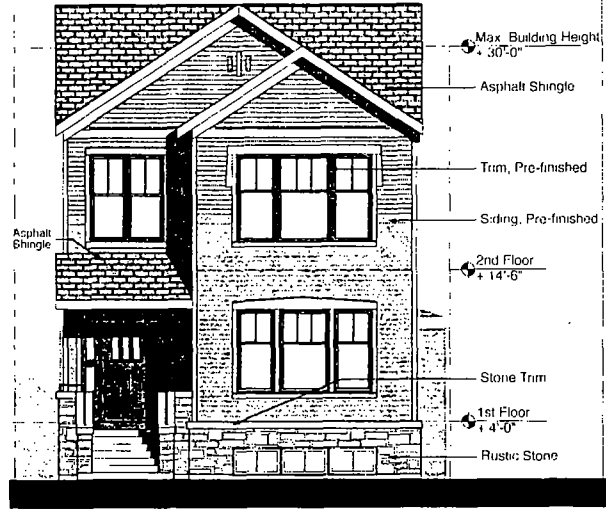 Max. Building Height
+ 30'-0"
Asphalt Shingle
Trim, Pre-finished
Siding, Pre-finished
Asphalt
Shingle
2nd Floor
+ 14'-6"
Stone Trim
1st Floor
+ 4'-0"
Rustic Stone